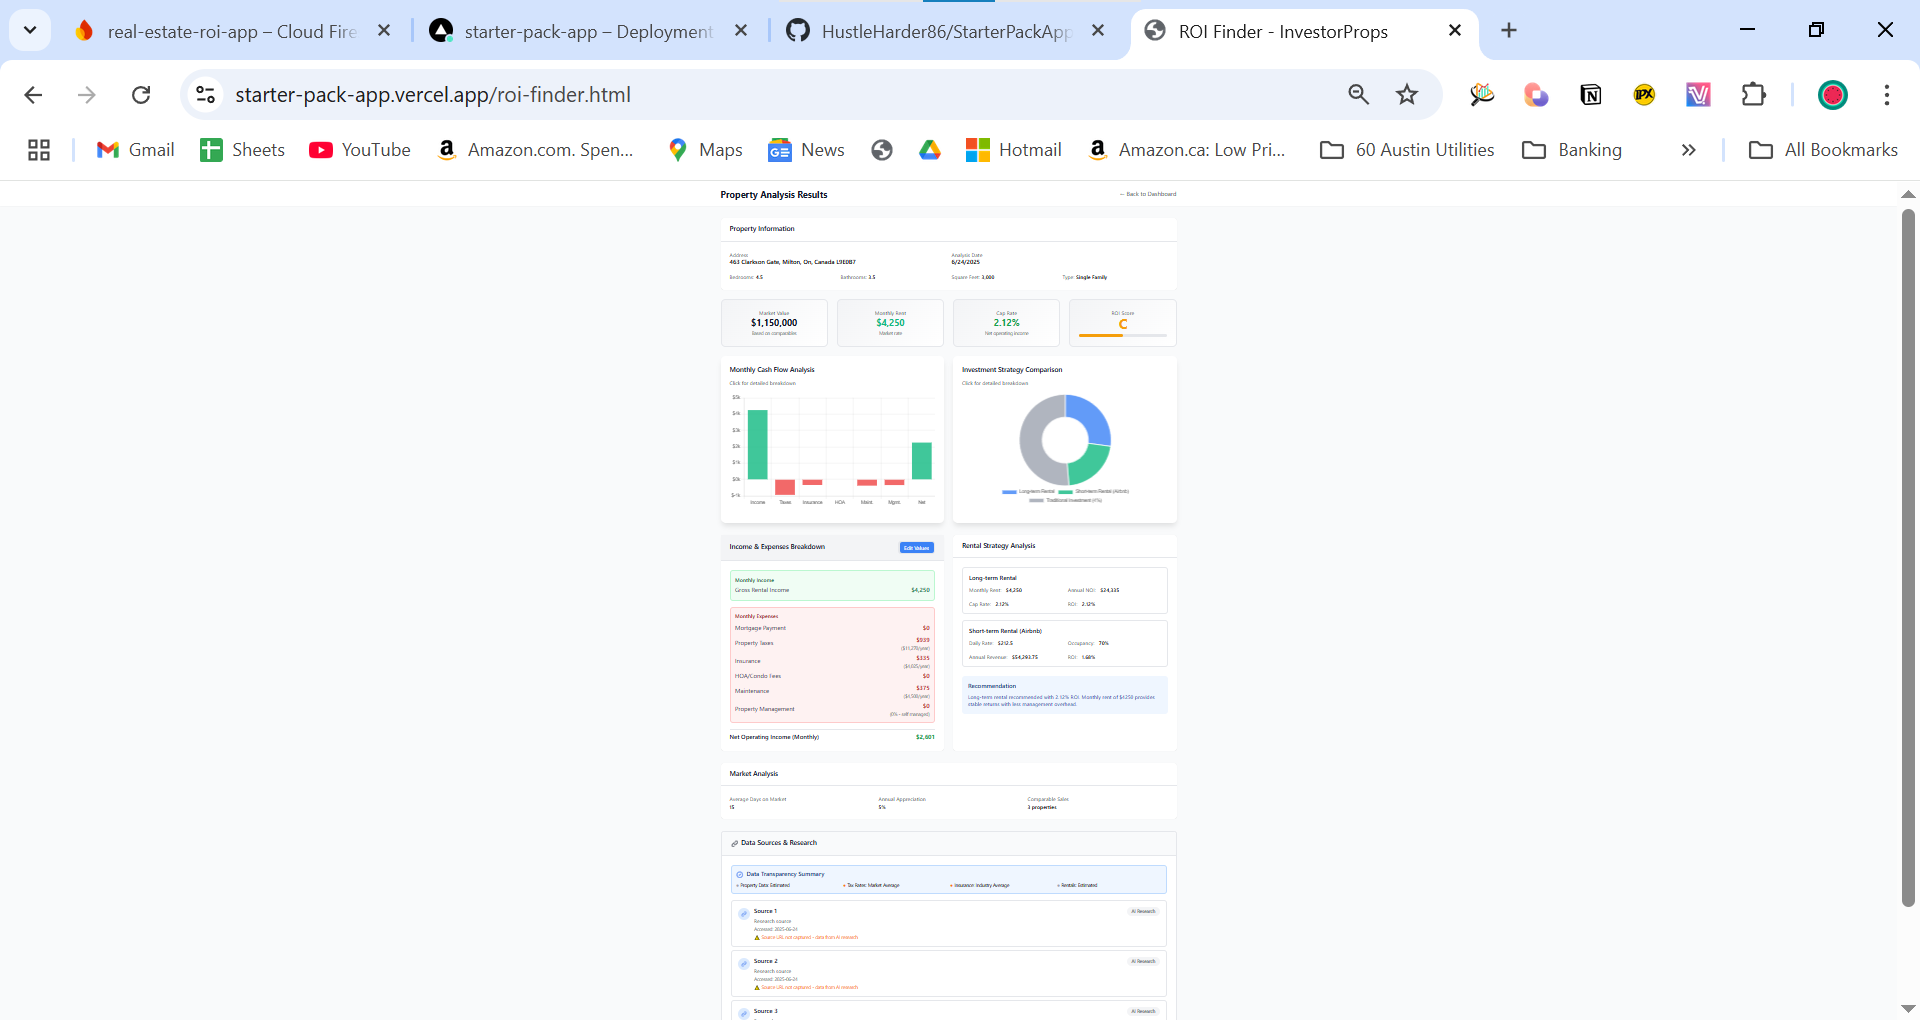 real-estate-roi-app – Cloud Fire
starter-pack-app – Deployment
HustleHarder86/StarterPackApp
ROI Finder - InvestorProps
starter-pack-app.vercel.app/roi-finder.html
Gmail
Sheets
YouTube
Amazon.com. Spen...
Maps
News
Hotmail
Amazon.ca: Low Pri...
60 Austin Utilities
Banking
All Bookmarks
Property Analysis Results
← Back to Dashboard
Property Information
Address
463 Clarkson Gate, Milton, On, Canada L9E0B7
Analysis Date
6/24/2025
Bedrooms: 4.5
Bathrooms: 3.5
Square Feet: 3,000
Type: Single Family
Market Value
$1,150,000
Based on comparables
Monthly Rent
$4,250
Market rate
Cap Rate
2.12%
Net operating income
ROI Score
C
Monthly Cash Flow Analysis
Click for detailed breakdown
$5k
$4k
$3k
$2k
$1k
$0k
$-1k
Income
Taxes
Insurance
HOA
Maint.
Mgmt.
Net
Investment Strategy Comparison
Click for detailed breakdown
Long-term Rental
Short-term Rental (Airbnb)
Traditional Investment (4%)
Income & Expenses Breakdown
Edit Values
Monthly Income
Gross Rental Income
$4,250
Monthly Expenses
Mortgage Payment
$0
Property Taxes
$939
($11,270/year)
Insurance
$335
HOA/Condo Fees
$0
Maintenance
$375
($4,500/year)
Property Management
$0
(0% - self managed)
Net Operating Income (Monthly)
$2,601
Rental Strategy Analysis
Long-term Rental
Monthly Rent: $4,250
Annual NOI: $24,335
Cap Rate: 2.12%
ROI: 2.12%
Short-term Rental (Airbnb)
Daily Rate: $212.5
Occupancy: 70%
Annual Revenue: $54,293.75
ROI: 1.68%
Recommendation
Long-term rental recommended with 2.12% ROI. Monthly rent of $4250 provides
stable returns with less management overhead.
Market Analysis
Average Days on Market
15
Annual Appreciation
5%
Comparable Sales
3 properties
Data Sources & Research
Data Transparency Summary
Property Data: Estimated
Tax Rates: Market Average
Insurance: Industry Average
Rentals: Estimated
Source 1
AI Research
Research source
Accessed: 2025-06-24
Source URL not captured - data from AI research
Source 2
AI Research
Research source
Accessed: 2025-06-24
Source URL not captured - data from AI research
Source 3
AI Research